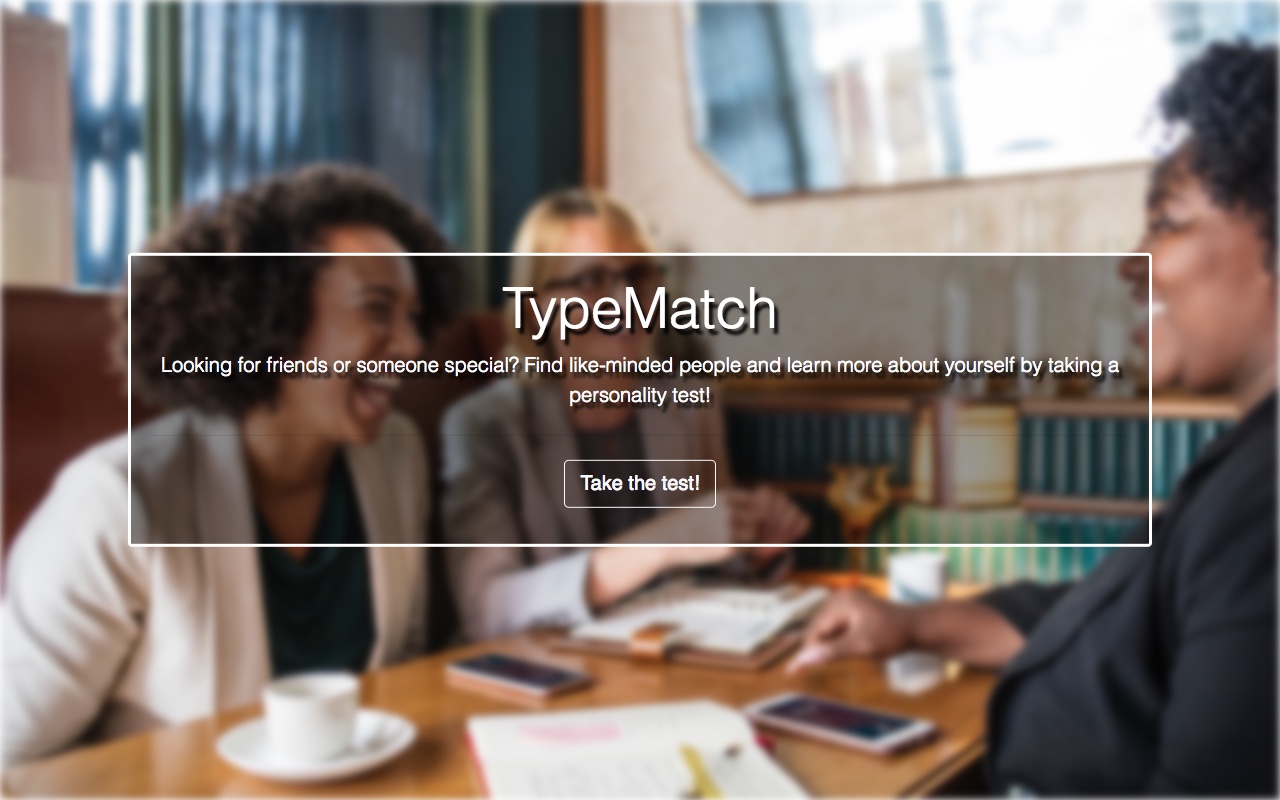 TypeMatch
Looking for friends or someone special? Find like-minded people and learn more about yourself by taking a
personality test!
Take the test!